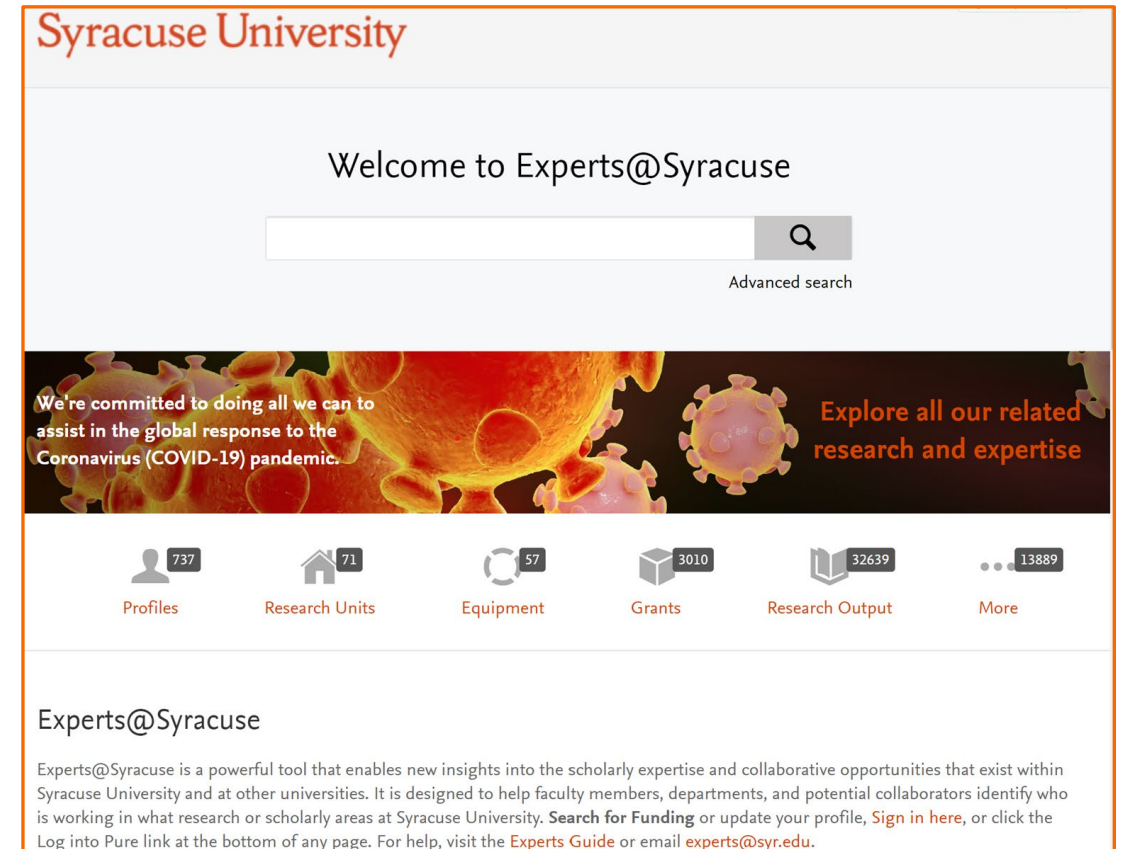 Syracuse University
Welcome to Experts@Syracuse
Advanced search
We're committed to doing all we can to
assist in the global response to the
Coronavirus (COVID-19) pandemic.
Explore all our related
research and expertise
737
71
57
3010
32639
13889
Profiles
Research Units
Equipment
Grants
Research Output
More
Experts@Syracuse
Experts@Syracuse is a powerful tool that enables new insights into the scholarly expertise and collaborative opportunities that exist within
Syracuse University and at other universities. It is designed to help faculty members, departments, and potential collaborators identify who
is working in what research or scholarly areas at Syracuse University. Search for Funding or update your profile, Sign in here, or click the
Log into Pure link at the bottom of any page. For help, visit the Experts Guide or email experts@syr.edu.